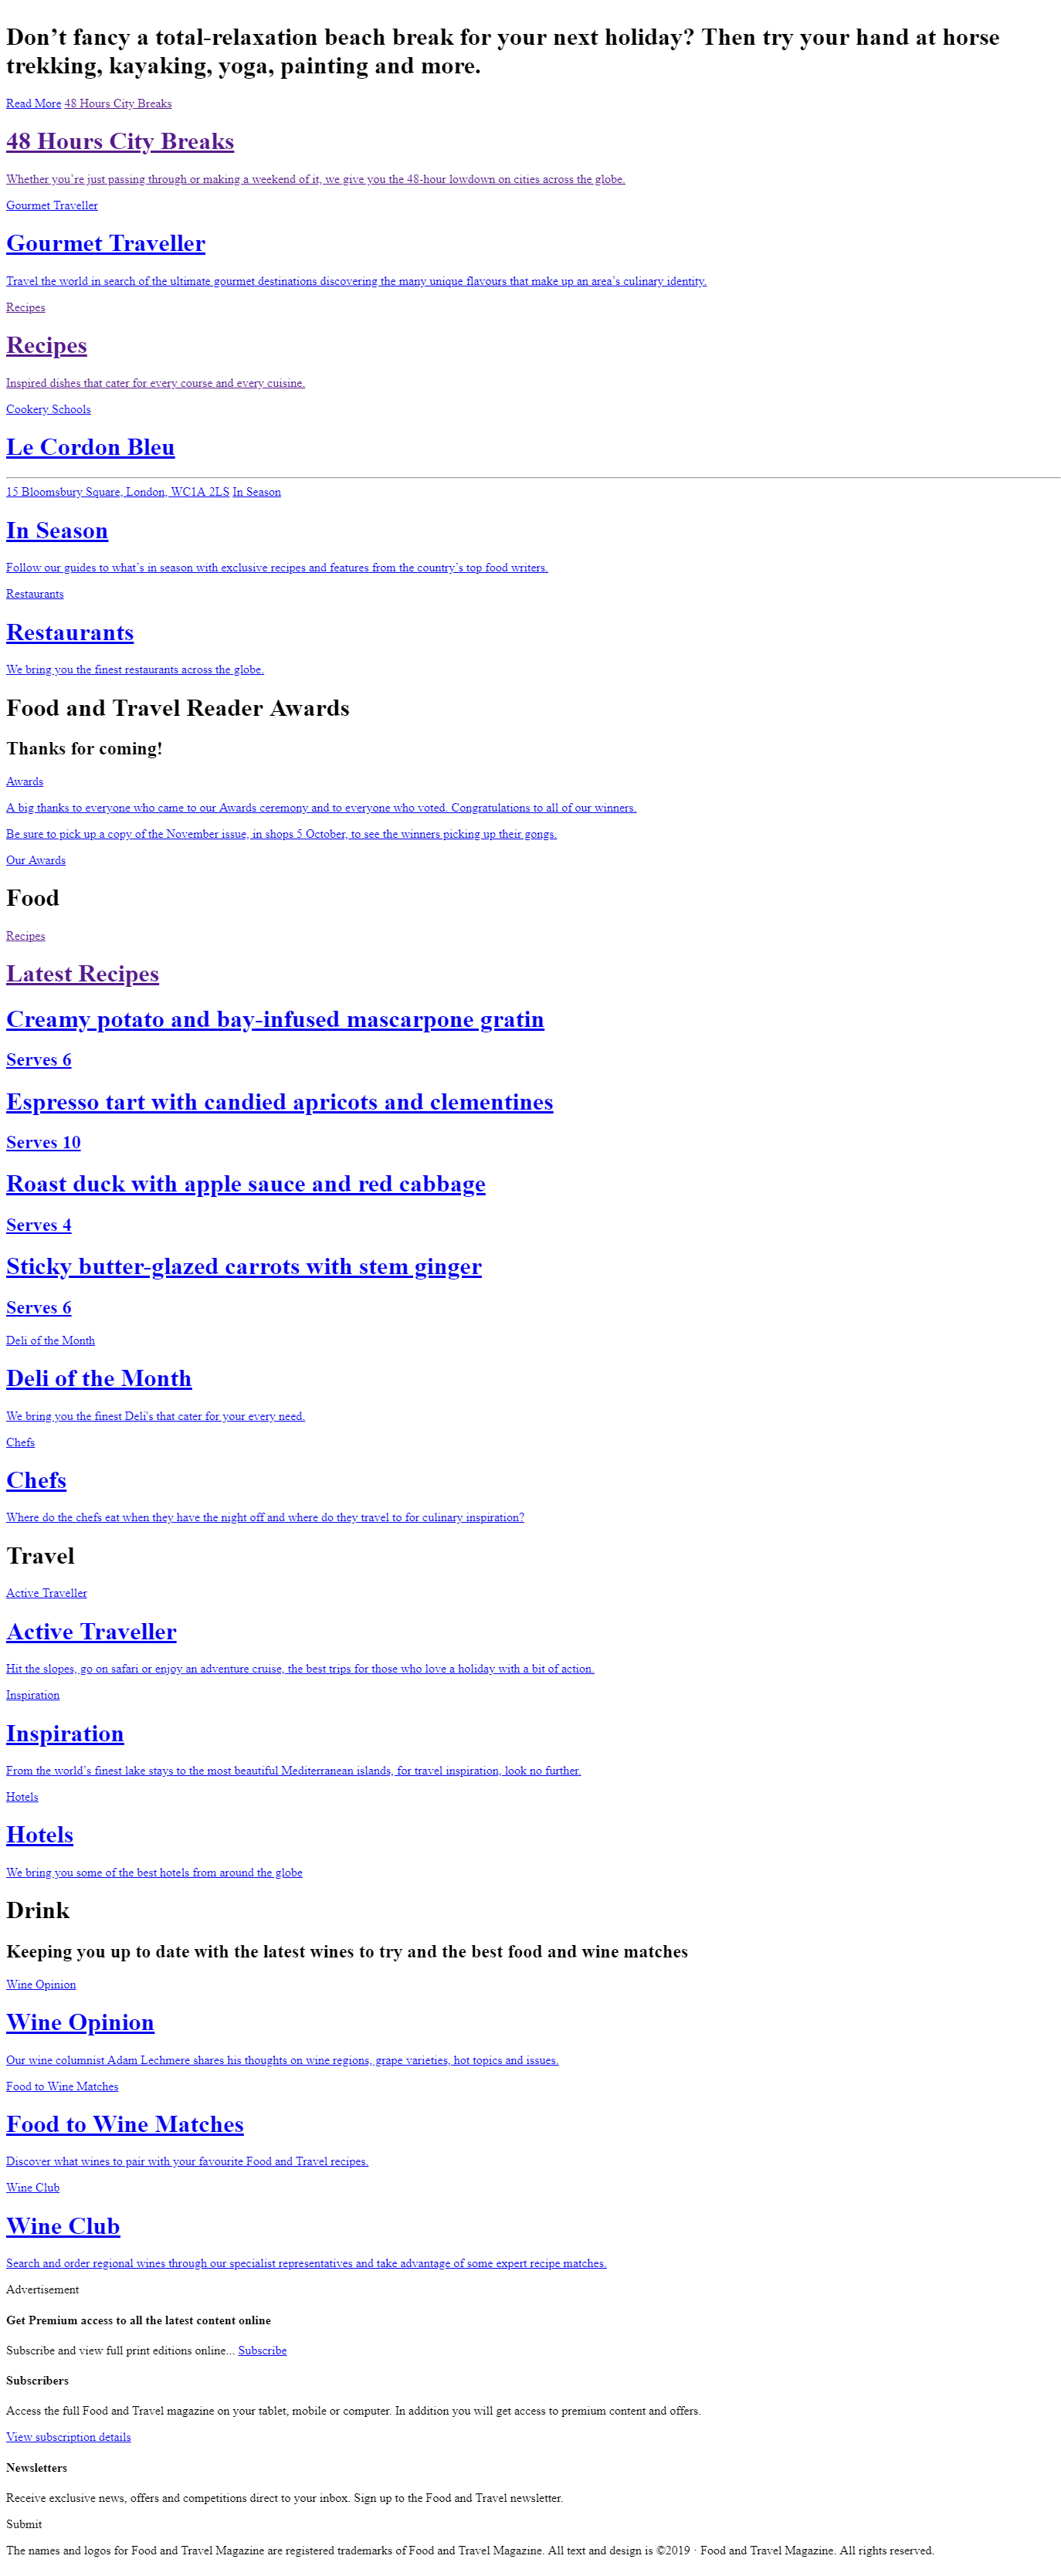 Don’t fancy a total-relaxation beach break for your next holiday? Then try your hand at horse
trekking, kayaking, yoga, painting and more.
Read More 48 Hours City Breaks
48 Hours City Breaks
Whether you’re just passing through or making a weekend of it, we give you the 48-hour lowdown on cities across the globe.
Gourmet Traveller
Gourmet Traveller
Travel the world in search of the ultimate gourmet destinations discovering the many unique flavours that make up an area’s culinary identity.
Recipes
Recipes
Inspired dishes that cater for every course and every cuisine.
Cookery Schools
Le Cordon Bleu
15 Bloomsbury Square, London, WC1A 2LS In Season
In Season
Follow our guides to what’s in season with exclusive recipes and features from the country’s top food writers.
Restaurants
Restaurants
We bring you the finest restaurants across the globe.
Food and Travel Reader Awards
Thanks for coming!
Awards
A big thanks to everyone who came to our Awards ceremony and to everyone who voted. Congratulations to all of our winners.
Be sure to pick up a copy of the November issue, in shops 5 October, to see the winners picking up their gongs.
Our Awards
Food
Recipes
Latest Recipes
Creamy potato and bay-infused mascarpone gratin
Serves 6
Espresso tart with candied apricots and clementines
Serves 10
Roast duck with apple sauce and red cabbage
Serves 4
Sticky butter-glazed carrots with stem ginger
Serves 6
Deli of the Month
Deli of the Month
We bring you the finest Deli's that cater for your every need.
Chefs
Chefs
Where do the chefs eat when they have the night off and where do they travel to for culinary inspiration?
Travel
Active Traveller
Active Traveller
Hit the slopes, go on safari or enjoy an adventure cruise, the best trips for those who love a holiday with a bit of action.
Inspiration
Inspiration
From the world’s finest lake stays to the most beautiful Mediterranean islands, for travel inspiration, look no further.
Hotels
Hotels
We bring you some of the best hotels from around the globe
Drink
Keeping you up to date with the latest wines to try and the best food and wine matches
Wine Opinion
Wine Opinion
Our wine columnist Adam Lechmere shares his thoughts on wine regions, grape varieties, hot topics and issues.
Food to Wine Matches
Food to Wine Matches
Discover what wines to pair with your favourite Food and Travel recipes.
Wine Club
Wine Club
Search and order regional wines through our specialist representatives and take advantage of some expert recipe matches.
Advertisement
Get Premium access to all the latest content online
Subscribe and view full print editions online... Subscribe
Subscribers
Access the full Food and Travel magazine on your tablet, mobile or computer. In addition you will get access to premium content and offers.
View subscription details
Newsletters
Receive exclusive news, offers and competitions direct to your inbox. Sign up to the Food and Travel newsletter.
Submit
The names and logos for Food and Travel Magazine are registered trademarks of Food and Travel Magazine. All text and design is ©2019 · Food and Travel Magazine. All rights reserved.